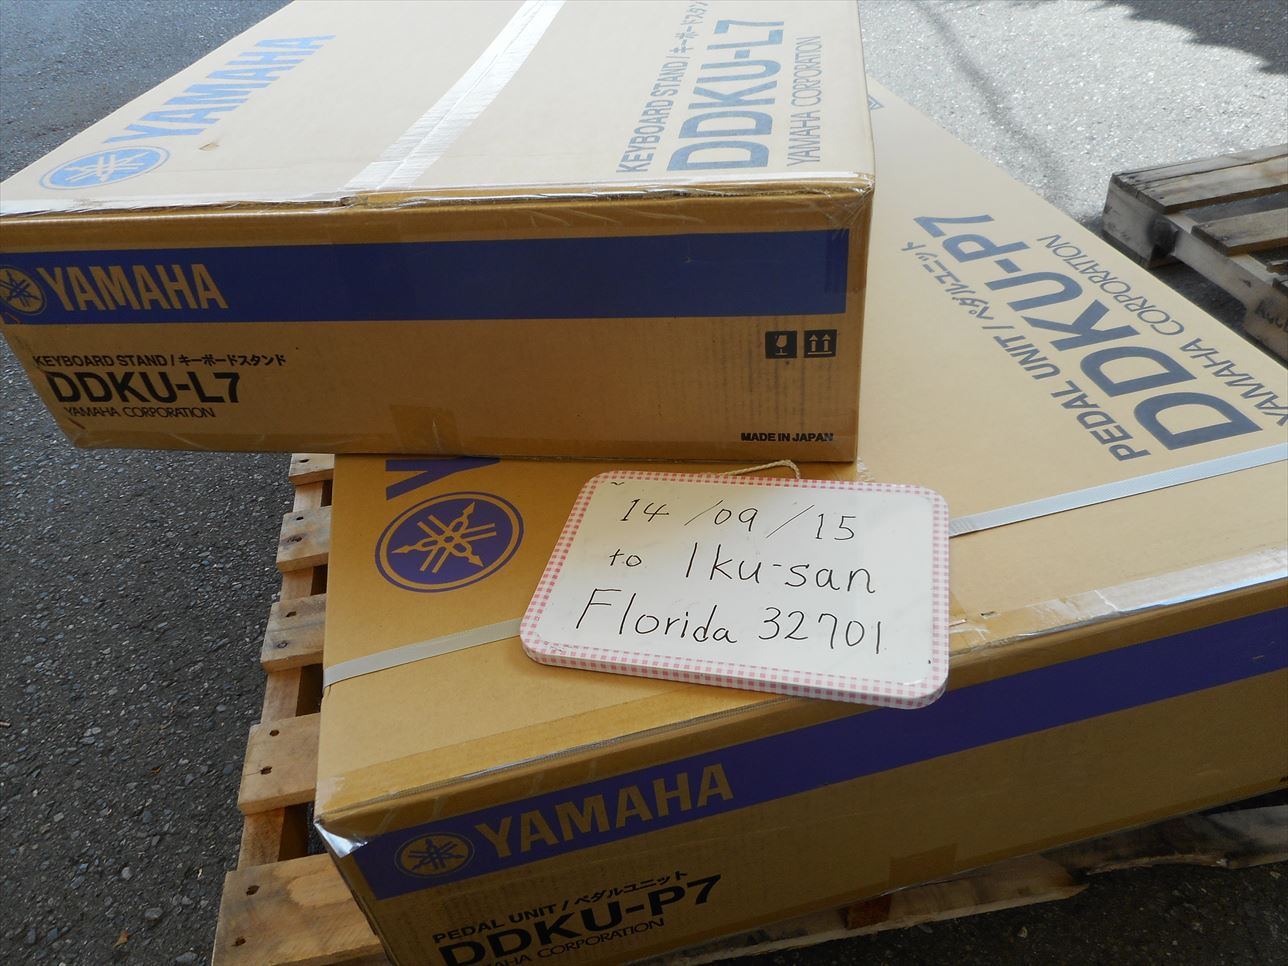 YAMAHA
KEYBOARD STAND / キーボードスタンド
DDKU-L7
YAMAHA CORPORATION
YAMAHA
KEYBOARD STAND / キーボードスタンド
DDKU-L7
YAMAHA CORPORATION
MADE IN JAPAN
PEDAL UNIT / ペダルユニット
DDKU-P7
YAMAHA CORPORATION
14/09/15
to Iku-san
Florida 32701
YAMAHA
PEDAL UNIT / ペダルユニット
DDKU-P7
YAMAHA CORPORATION